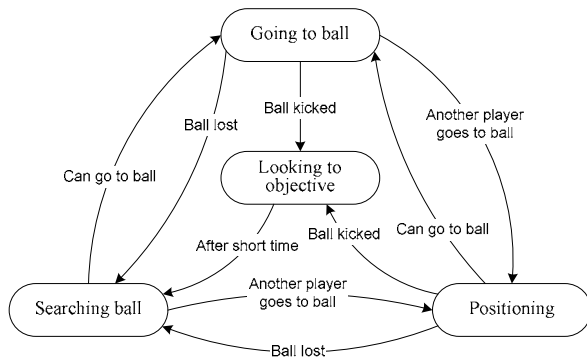 Going to ball
Ball kicked
Another player
goes to ball
Ball lost
Can go to ball
Looking to
objective
After short time
Ball kicked
Can go to ball
Another player
goes to ball
Searching ball
Positioning
Ball lost